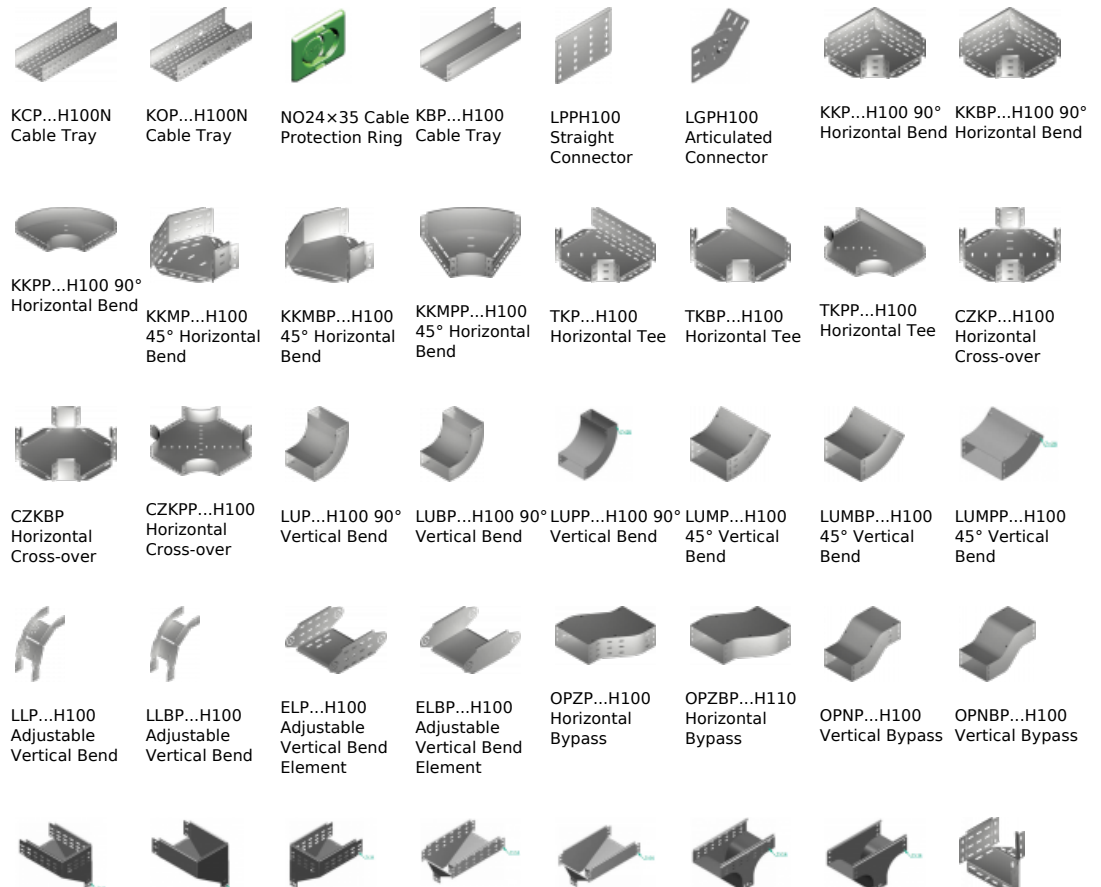 KCP...H100N
Cable Tray
KOP...H100N
Cable Tray
NO24×35 Cable
Protection Ring
KBP...H100
Cable Tray
LPPH100
Straight
Connector
LGPH100
Articulated
Connector
KKP...H100 90°
Horizontal Bend
KKBP...H100 90°
Horizontal Bend
KKPP...H100 90°
Horizontal Bend
KKMP...H100
45° Horizontal
Bend
KKMBP...H100
45° Horizontal
Bend
KKMPP...H100
45° Horizontal
Bend
TKP...H100
Horizontal Tee
TKBP...H100
Horizontal Tee
TKPP...H100
Horizontal Tee
CZKP...H100
Horizontal
Cross-over
CZKBP
Horizontal
Cross-over
CZKPP...H100
Horizontal
Cross-over
LUP...H100 90°
Vertical Bend
LUBP...H100 90°
Vertical Bend
LUPP...H100 90°
Vertical Bend
LUMP...H100
45° Vertical
Bend
LUMBP...H100
45° Vertical
Bend
LUMPP...H100
45° Vertical
Bend
LLP...H100
Adjustable
Vertical Bend
LLBP...H100
Adjustable
Vertical Bend
ELP...H100
Adjustable
Vertical Bend
Element
ELBP...H100
Adjustable
Vertical Bend
Element
OPZP...H100
Horizontal
Bypass
OPZBP...H110
Horizontal
Bypass
OPNP...H100
Vertical Bypass
OPNBP...H100
Vertical Bypass